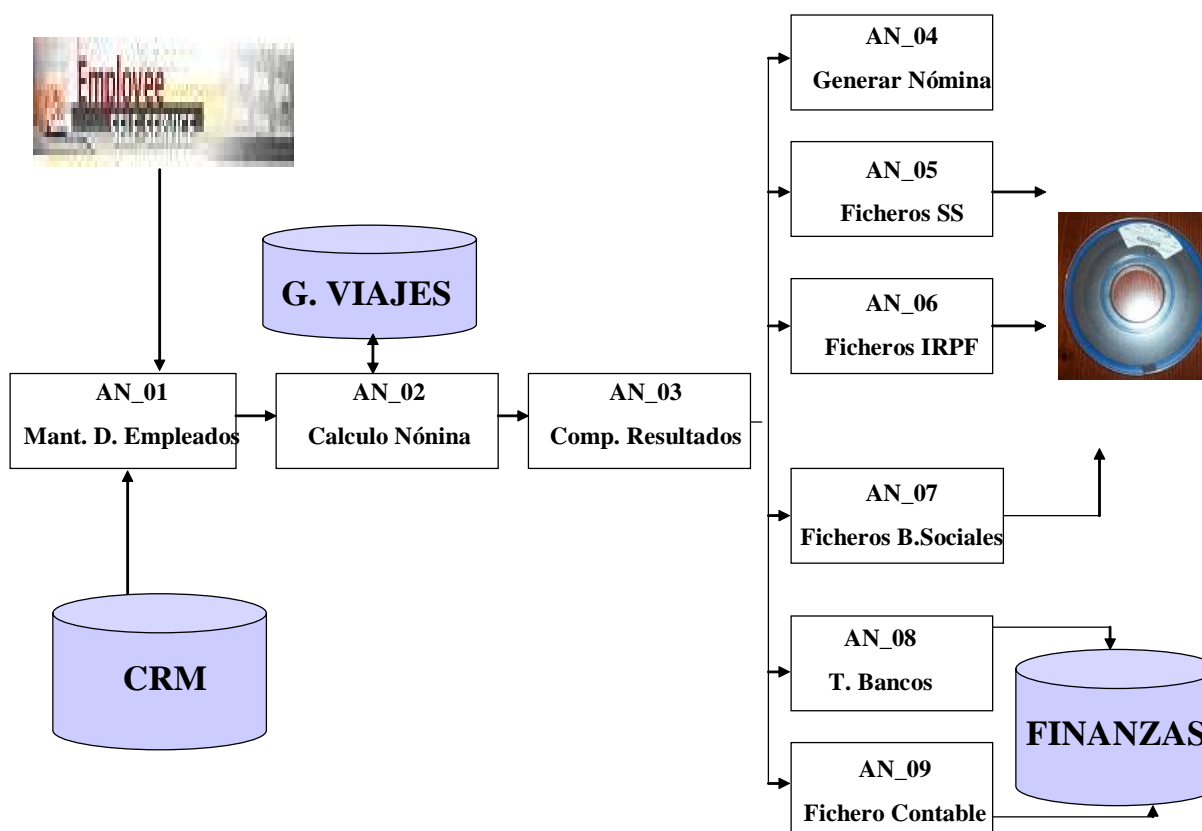 Employee
AN_04
Generar Nómina
AN_05
Ficheros SS
G. VIAJES
AN_06
Ficheros IRPF
AN_01
Mant. D. Empleados
AN_02
Calculo Nónina
AN_03
Comp. Resultados
AN_07
Ficheros B.Sociales
CRM
AN_08
T. Bancos
FINANZAS
AN_09
Fichero Contable